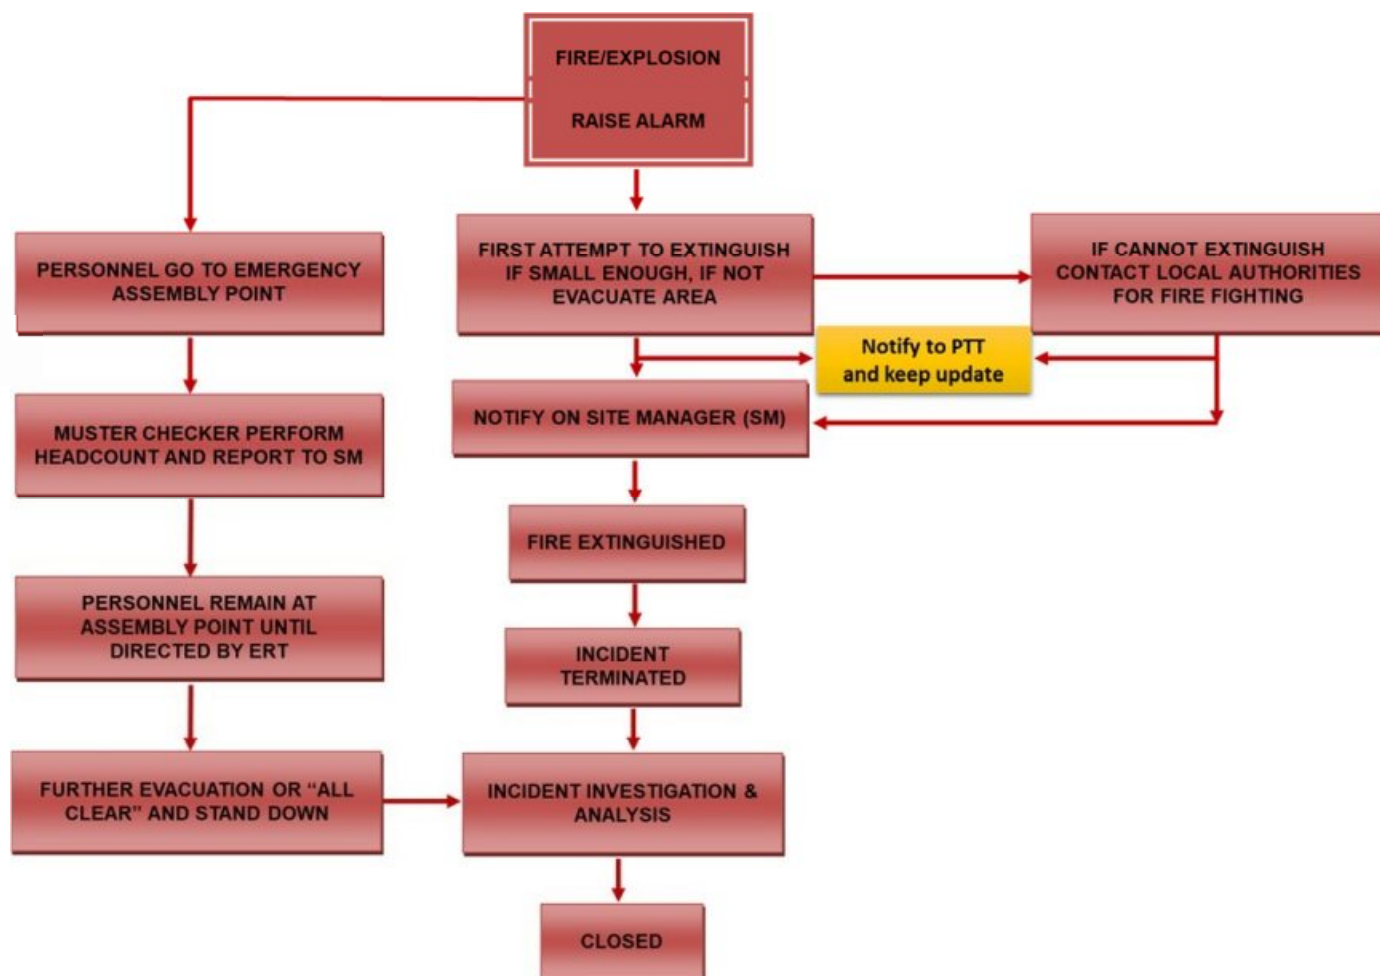 FIRE/EXPLOSION
RAISE ALARM
PERSONNEL GO TO EMERGENCY
ASSEMBLY POINT
FIRST ATTEMPT TO EXTINGUISH
IF SMALL ENOUGH, IF NOT
EVACUATE AREA
IF CANNOT EXTINGUISH
CONTACT LOCAL AUTHORITIES
FOR FIRE FIGHTING
Notify to PTT
and keep update
MUSTER CHECKER PERFORM
HEADCOUNT AND REPORT TO SM
NOTIFY ON SITE MANAGER (SM)
FIRE EXTINGUISHED
PERSONNEL REMAIN AT
ASSEMBLY POINT UNTIL
DIRECTED BY ERT
INCIDENT
TERMINATED
FURTHER EVACUATION OR “ALL
CLEAR” AND STAND DOWN
INCIDENT INVESTIGATION &
ANALYSIS
CLOSED